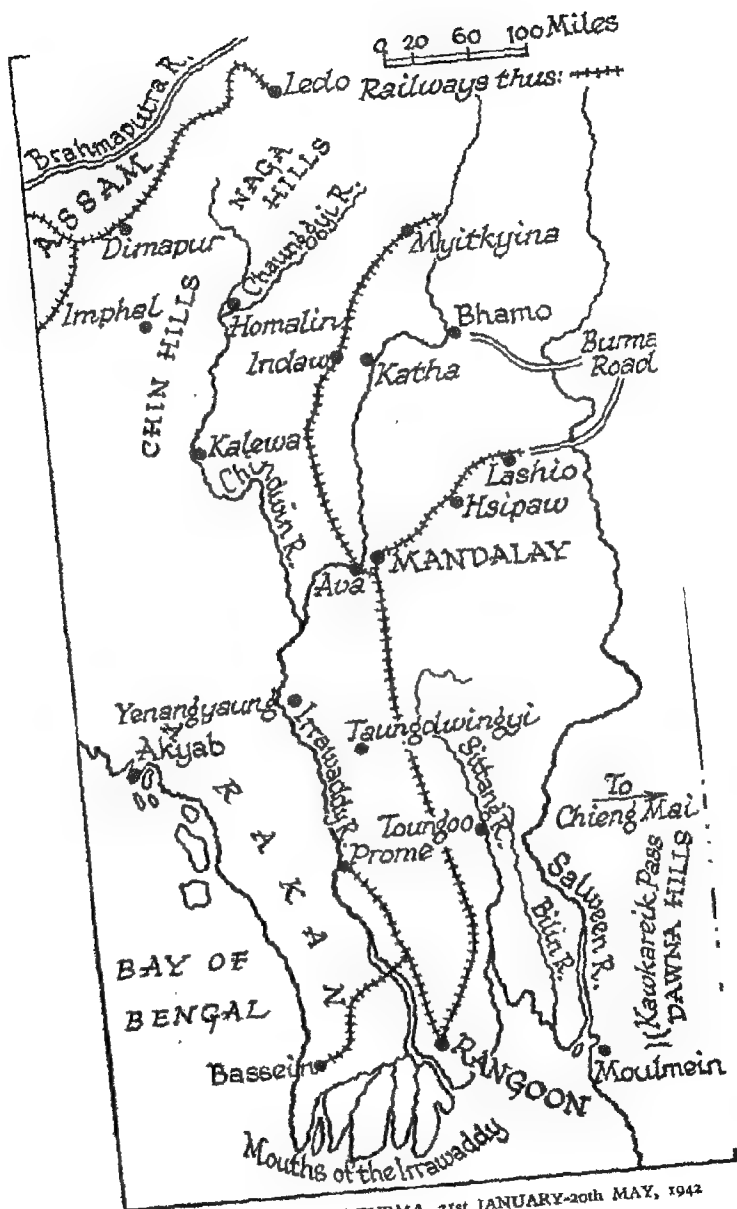 0 20 60 100 Miles
Railways thus:
Ledo
Brahmaputra R.
ASSAM
NAGA
HILLS
Dimapur
Chaunggyi R.
Myitkyina
Imphal
CHIN HILLS
Homalin
Bhamo
Indaw
Katha
Burma
Road
Kalewa
Chindwin R.
Lashio
Hsipaw
MANDALAY
Ava
Yenangyaung
Irrawaddy R.
Taungdwingyi
Sittang R.
Akyab
ARAKAN
To
Chieng Mai
Toungoo
Prome
Salween R.
Bilin R.
Kawkareik Pass
DAWNA HILLS
BAY OF
BENGAL
Bassein
RANGOON
Moulmein
Mouths of the Irrawaddy
21st JANUARY-20th MAY, 1942